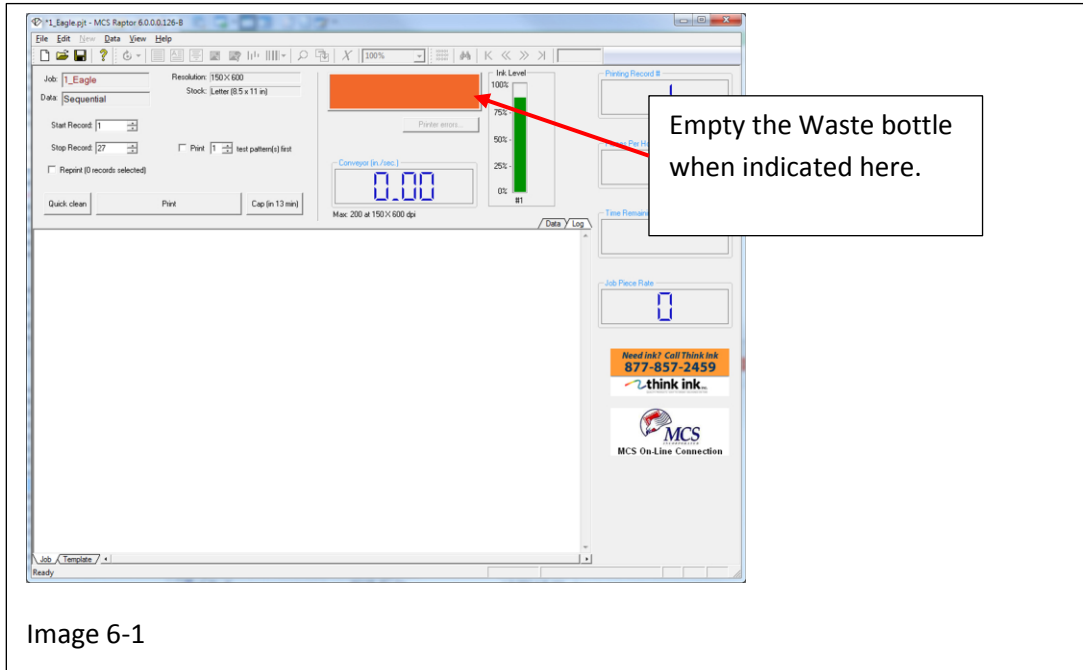 *1_Eagle.pjt - MCS Raptor 6.0.0.0.126-B
File Edit New Data View Help
100%
Job: 1_Eagle
Resolution: 150 X 600
Data: Sequential
Stock: Letter (8.5 x 11 in)
Start Record: 1
Stop Record: 27
Print 1 test pattern(s) first
Reprint (0 records selected)
Quick clean
Print
Cap (in 13 min)
Printer errors...
Conveyor (in./sec.)
0.00
Max: 200 at 150 X 600 dpi
Ink Level
100%
75%
50%
25%
0%
#1
Data
Log
Printing Record #
Empty the Waste bottle
when indicated here.
Job Piece Rate
0
Need ink? Call Think Ink
877-857-2459
think ink
MCS
MCS On-Line Connection
Job
Template
Ready
Image 6-1